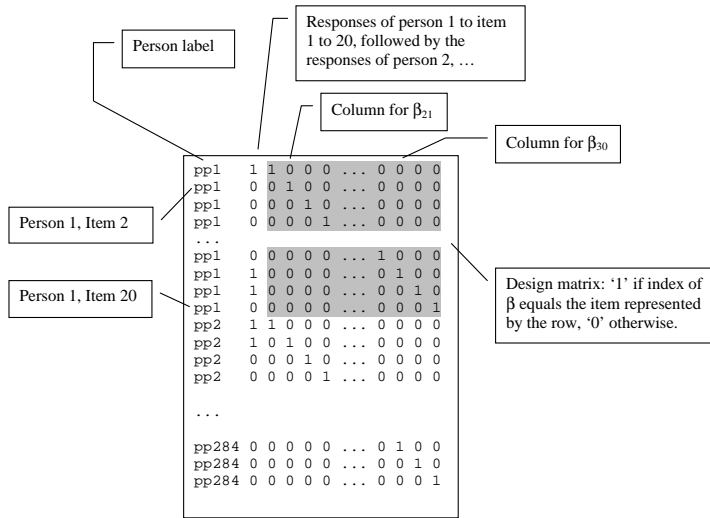 Responses of person 1 to item
1 to 20, followed by the
responses of person 2, …
Person label
Column for β21
Column for β30
pp1 1 1 0 0 0 ... 0 0 0 0
pp1 0 0 1 0 0 ... 0 0 0 0
pp1 0 0 0 1 0 ... 0 0 0 0
pp1 0 0 0 0 1 ... 0 0 0 0
...
pp1 0 0 0 0 0 ... 1 0 0 0
pp1 1 0 0 0 0 ... 0 1 0 0
pp1 1 0 0 0 0 ... 0 0 1 0
pp1 0 0 0 0 0 ... 0 0 0 1
pp2 1 1 0 0 0 ... 0 0 0 0
pp2 1 0 1 0 0 ... 0 0 0 0
pp2 0 0 0 1 0 ... 0 0 0 0
pp2 0 0 0 0 1 ... 0 0 0 0
...
pp284 0 0 0 0 0 ... 0 1 0 0
pp284 0 0 0 0 0 ... 0 0 1 0
pp284 0 0 0 0 0 ... 0 0 0 1
Person 1, Item 2
Person 1, Item 20
Design matrix: ‘1’ if index of
β equals the item represented
by the row, ‘0’ otherwise.